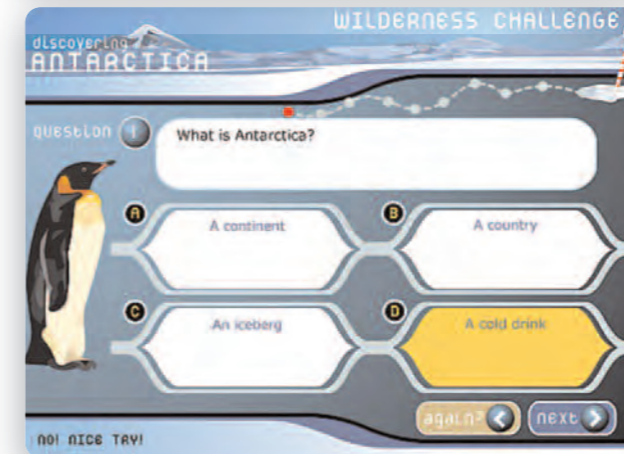 WILDERNESS CHALLENGE
discovering
ANTARCTICA
question 1
What is Antarctica?
A
A continent
B
A country
C
An iceberg
D
A cold drink
again?
next
NO! NICE TRY!